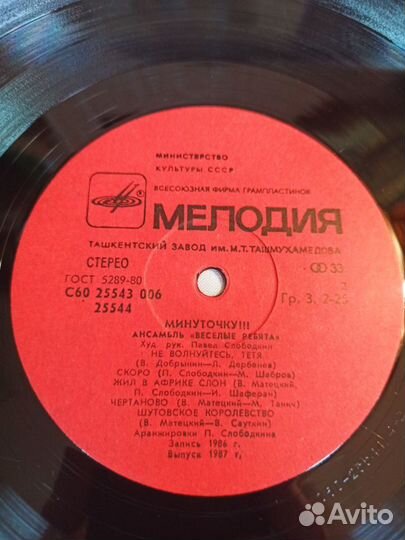 МИНИСТЕРСТВО
КУЛЬТУРЫ СССР
ВСЕСОЮЗНАЯ ФИРМА ГРАМПЛАСТИНОК
МЕЛОДИЯ
ТАШКЕНТСКИЙ ЗАВОД ИМ. М.Т. ТАШМУХАМЕДОВА
СТЕРЕО
33
ГОСТ 5289-80
2
С60 25543 006
Гр. 3. 2-25
25544
МИНУТОЧКУ!!!
АНСАМБЛЬ «ВЕСЕЛЫЕ РЕБЯТА»
Худ. рук. Павел Слободкин
НЕ ВОЛНУЙТЕСЬ, ТЕТЯ
(В. Добрынин—Л. Дербенев)
СКОРО (П. Слободкин—М. Шабров)
ЖИЛ В АФРИКЕ СЛОН (В. Матецкий,
П. Слободкин—И. Шаферан)
ЧЕРТАНОВО (В. Матецкий—М. Танич)
ШУТОВСКОЕ КОРОЛЕВСТВО
(В. Матецкий—В. Сауткин)
Аранжировки П. Слободкина
Запись 1986 г.
Выпуск 1987 г.
Avito